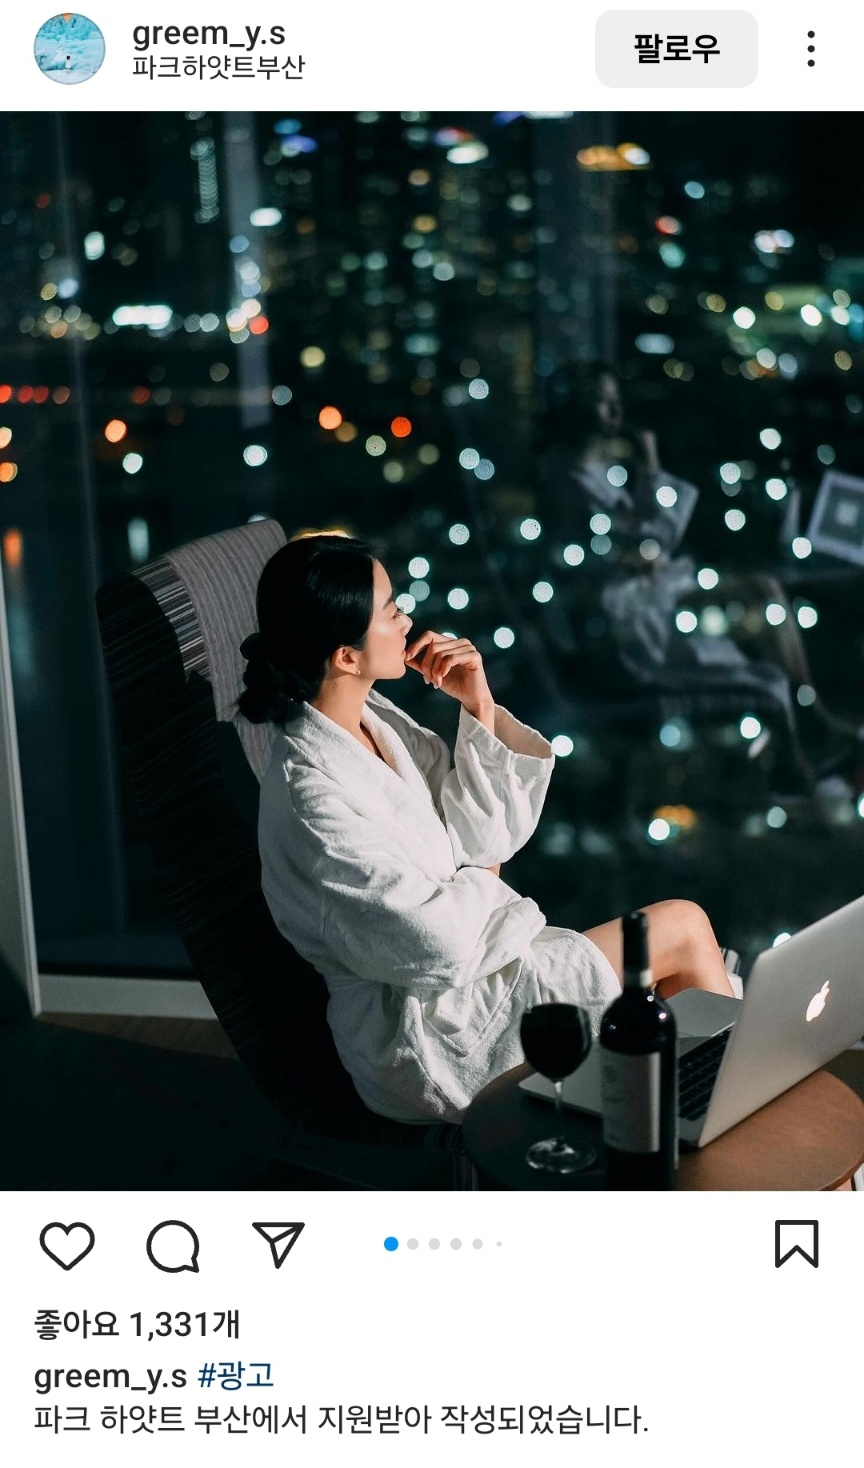 greem_y.s
파크하얏트부산
팔로우
좋아요 1,331개
greem_y.s #광고
파크 하얏트 부산에서 지원받아 작성되었습니다.